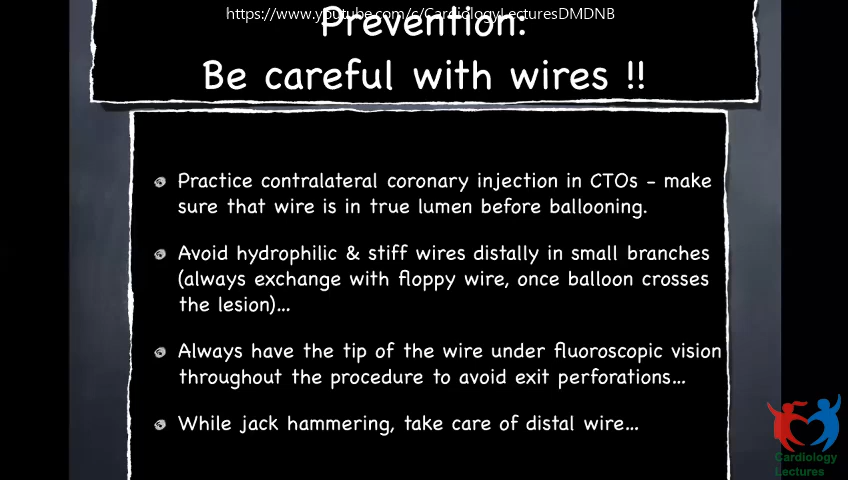 https://www.youtube.com/c/CardiologyLecturesDMDNB
Prevention:
Be careful with wires !!
Practice contralateral coronary injection in CTOs - make
sure that wire is in true lumen before ballooning.
Avoid hydrophilic & stiff wires distally in small branches
(always exchange with floppy wire, once balloon crosses
the lesion)...
Always have the tip of the wire under fluoroscopic vision
throughout the procedure to avoid exit perforations...
While jack hammering, take care of distal wire...
Cardiology
Lectures